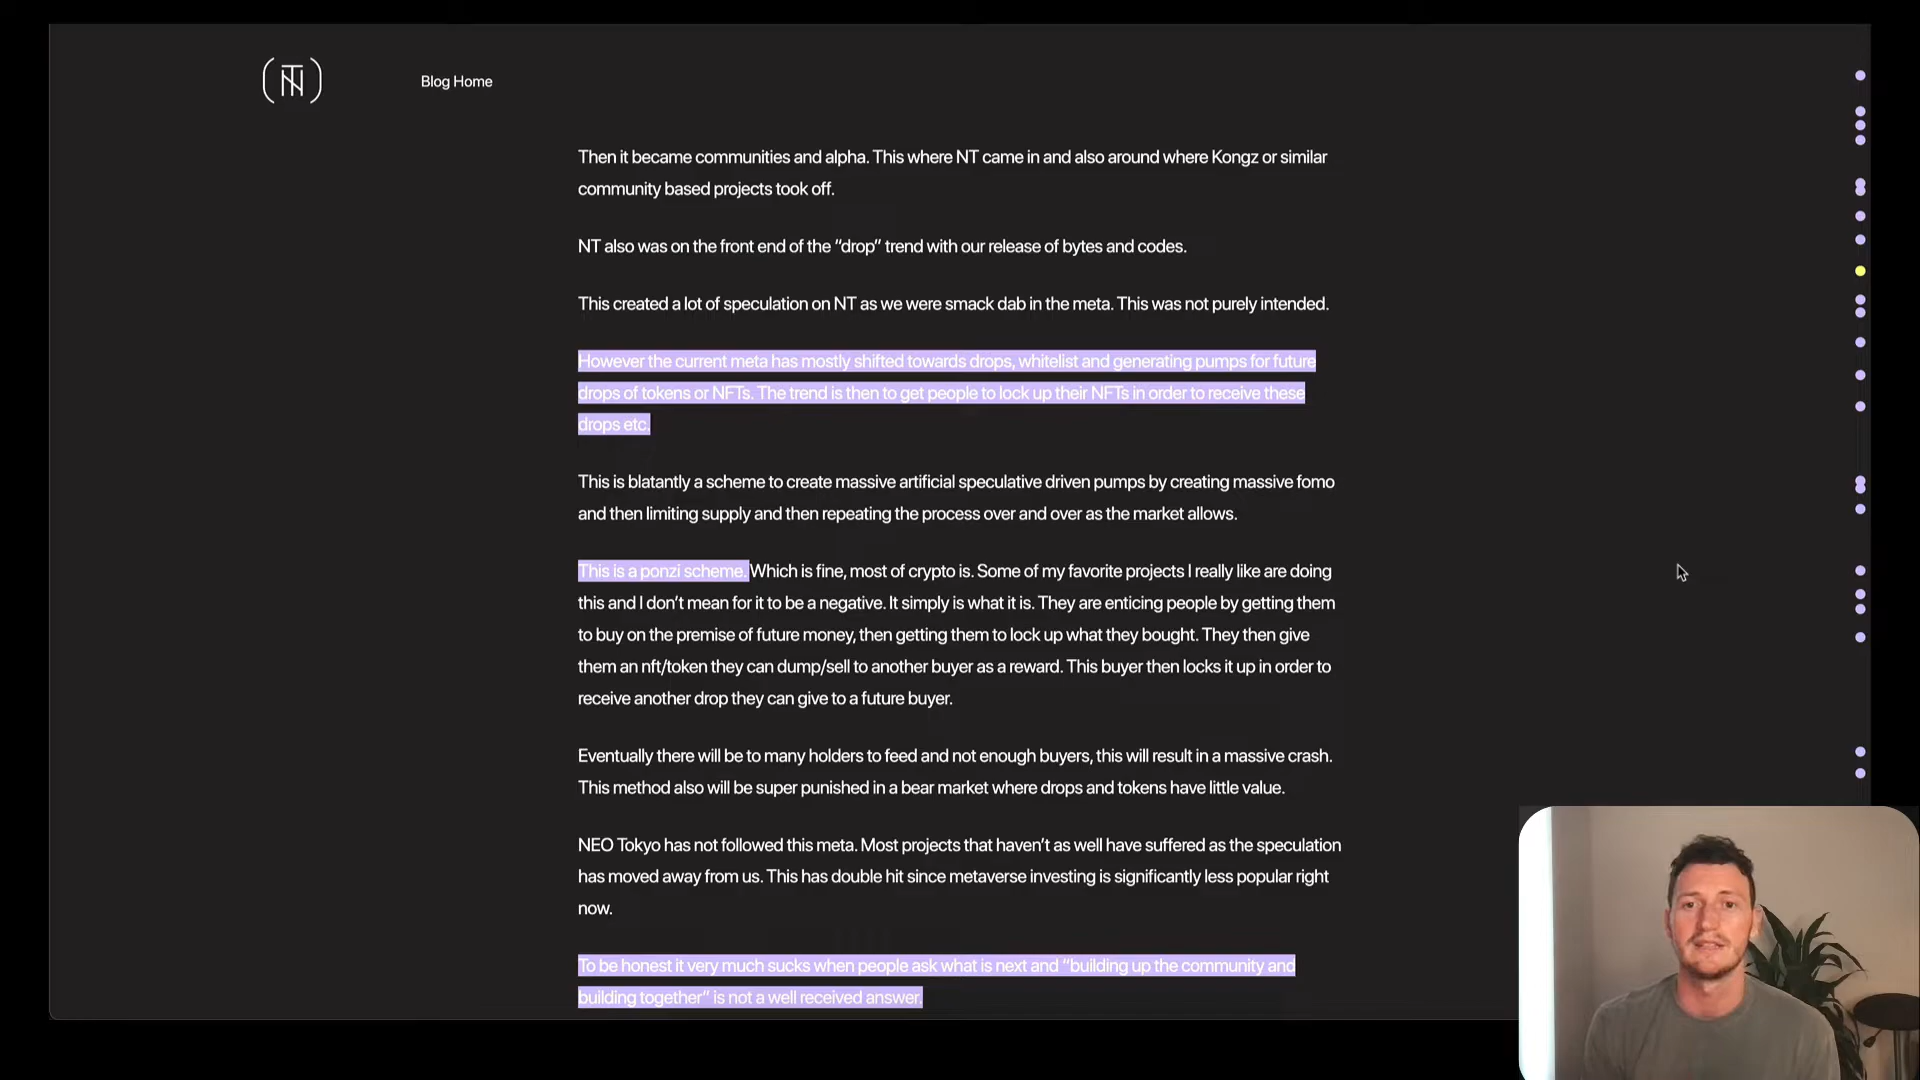 NT
Blog Home
Then it became communities and alpha. This where NT came in and also around where Kongz or similar
community based projects took off.
NT also was on the front end of the “drop” trend with our release of bytes and codes.
This created a lot of speculation on NT as we were smack dab in the meta. This was not purely intended.
However the current meta has mostly shifted towards drops, whitelist and generating pumps for future
drops of tokens or NFTs. The trend is then to get people to lock up their NFTs in order to receive these
drops etc.
This is blatantly a scheme to create massive artificial speculative driven pumps by creating massive fomo
and then limiting supply and then repeating the process over and over as the market allows.
This is a ponzi scheme. Which is fine, most of crypto is. Some of my favorite projects I really like are doing
this and I don’t mean for it to be a negative. It simply is what it is. They are enticing people by getting them
to buy on the premise of future money, then getting them to lock up what they bought. They then give
them an nft/token they can dump/sell to another buyer as a reward. This buyer then locks it up in order to
receive another drop they can give to a future buyer.
Eventually there will be to many holders to feed and not enough buyers, this will result in a massive crash.
This method also will be super punished in a bear market where drops and tokens have little value.
NEO Tokyo has not followed this meta. Most projects that haven’t as well have suffered as the speculation
has moved away from us. This has double hit since metaverse investing is significantly less popular right
now.
To be honest it very much sucks when people ask what is next and “building up the community and
building together” is not a well received answer.